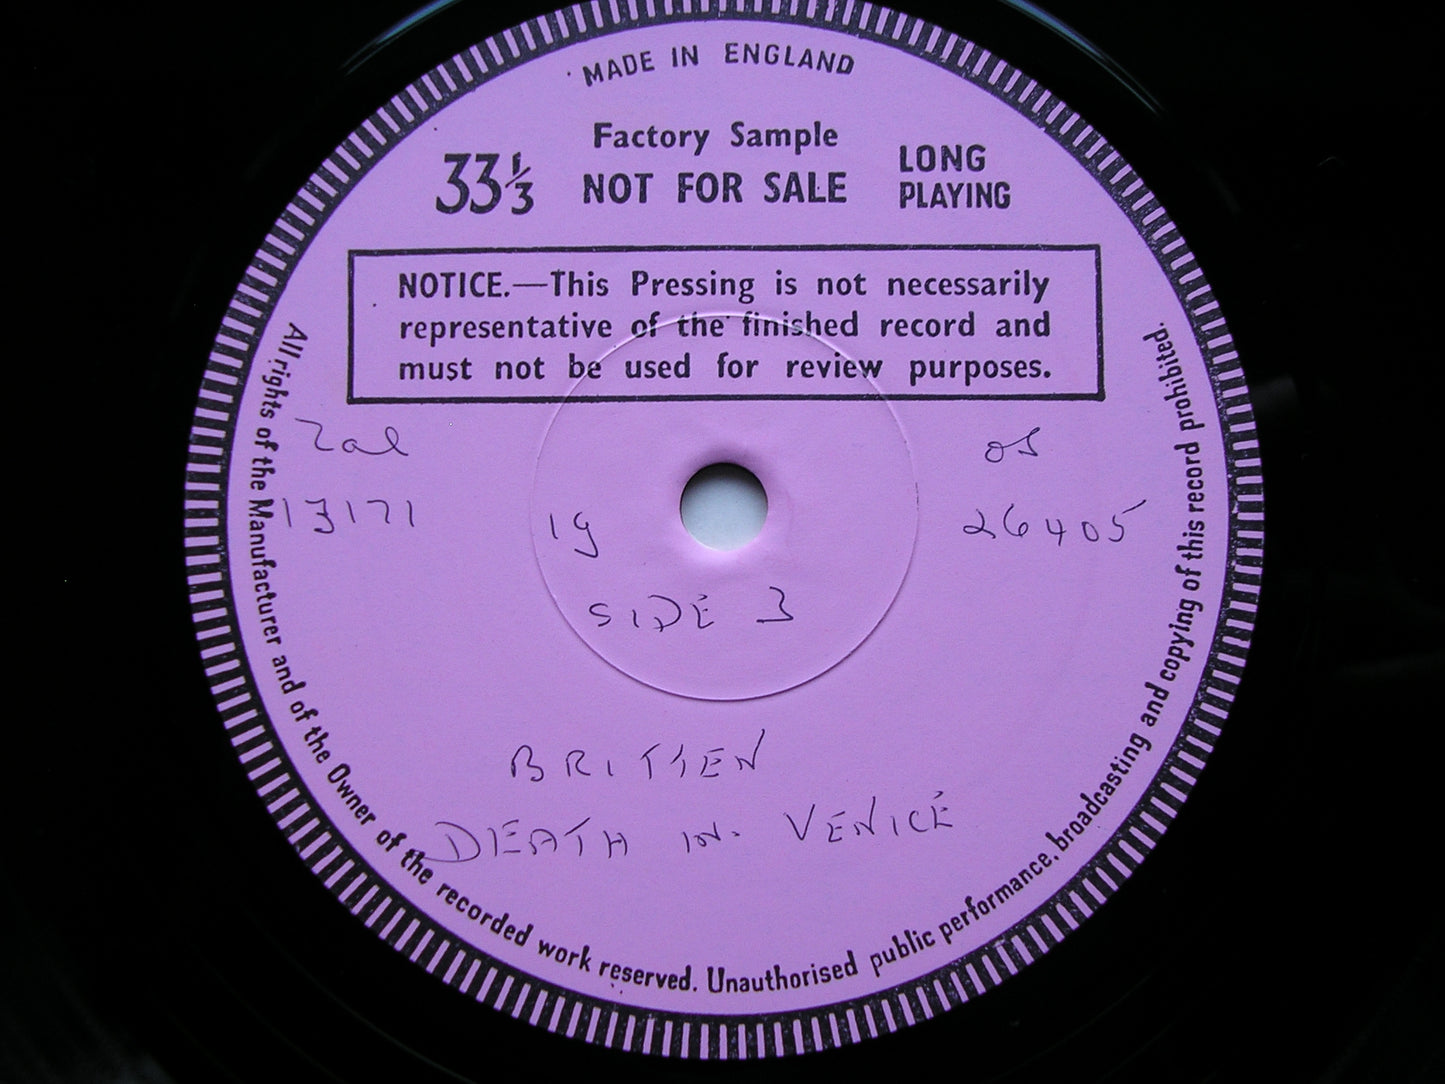 MADE IN ENGLAND
Factory Sample
33⅓ NOT FOR SALE LONG PLAYING
NOTICE.—This Pressing is not necessarily
representative of the finished record and
must not be used for review purposes.
Zal OS
13171 1g 26405
SIDE 3
BRITTEN
DEATH IN VENICE
All rights of the Manufacturer and of the Owner of the recorded work reserved. Unauthorised public performance, broadcasting and copying of this record prohibited.